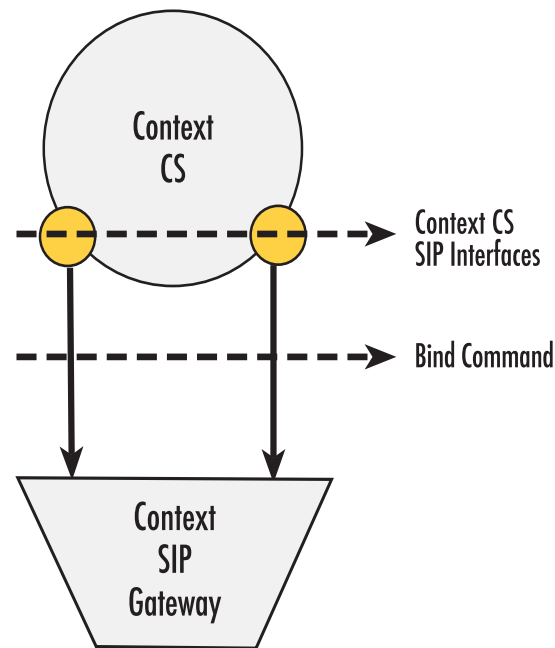 Context
CS
Context CS
SIP Interfaces
Bind Command
Context
SIP
Gateway